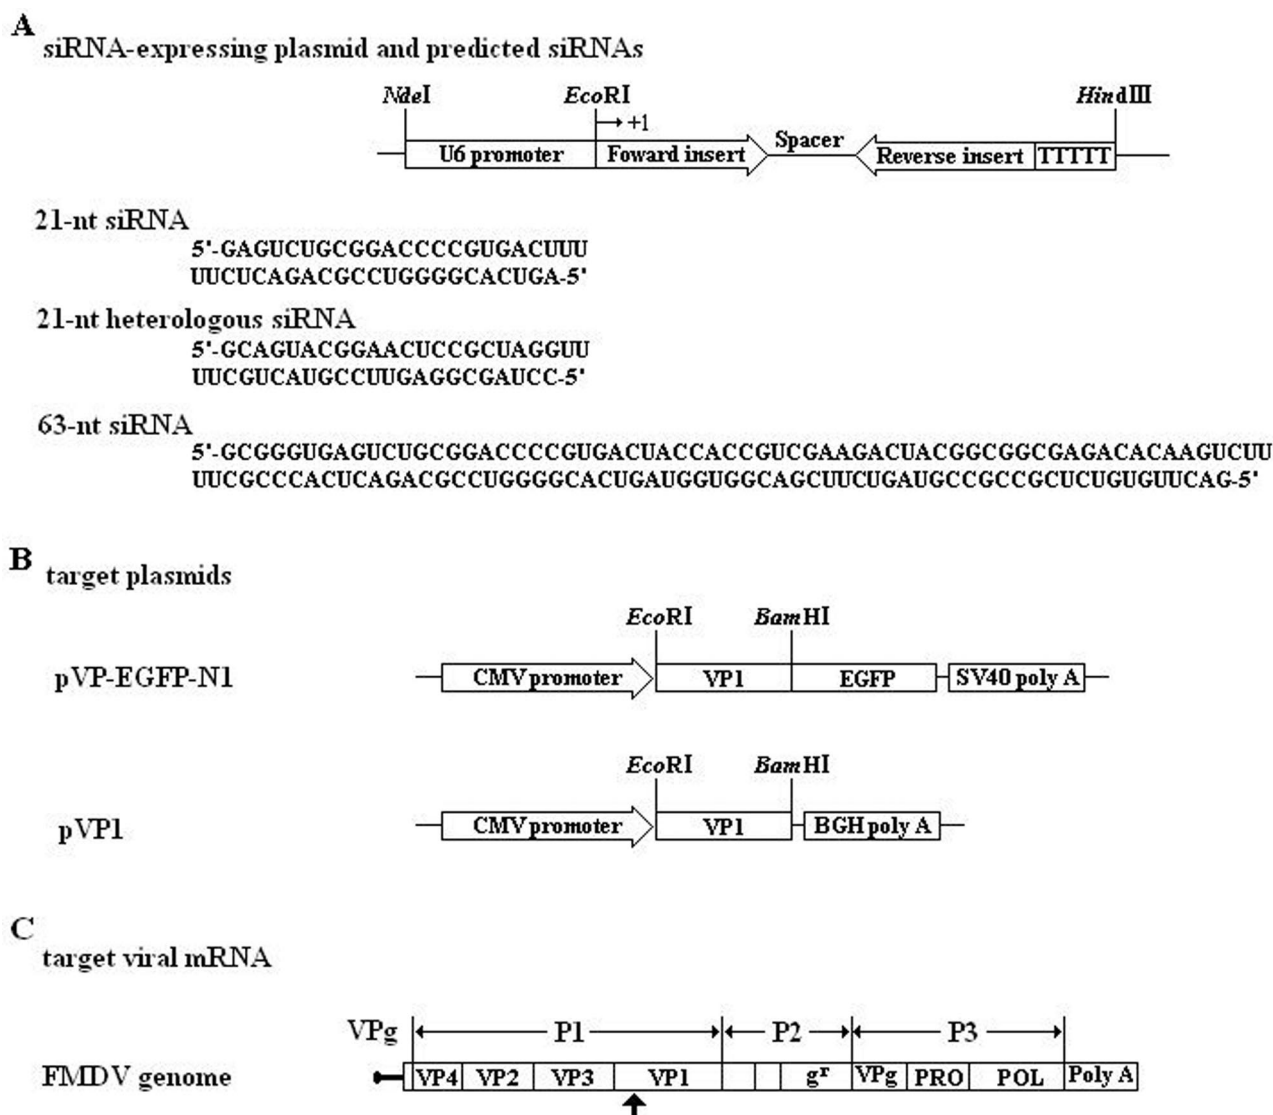 A
siRNA-expressing plasmid and predicted siRNAs
NdeI EcoRI HindIII
+1
U6 promoter Foward insert Spacer Reverse insert TTTTT
21-nt siRNA
5'-GAGUCUGCGGACCCCGUGACUUU
UUCUCAGACGCCUGGGGCACUGA-5'
21-nt heterologous siRNA
5'-GCAGUACGGAACUCCGCUAGGUU
UUCGUCAUGCCUUGAGGCGAUCC-5'
63-nt siRNA
5'-GCGGGUGAGUCUGCGGACCCCGUGACUACCACCGUCGAAGACUACGGCGGCGAGACACAAGUCUU
UUCGCCCACUCAGACGCCUGGGGCACUGAUGGUGGCAGCUUCUGAUGCCGCCGCUCUGUGUUCAG-5'
B
target plasmids
EcoRI BamHI
pVP-EGFP-N1 CMV promoter VP1 EGFP SV40 poly A
EcoRI BamHI
pVP1 CMV promoter VP1 BGH poly A
C
target viral mRNA
VPg P1 P2 P3
FMDV genome VP4 VP2 VP3 VP1 gr VPg PRO POL Poly A